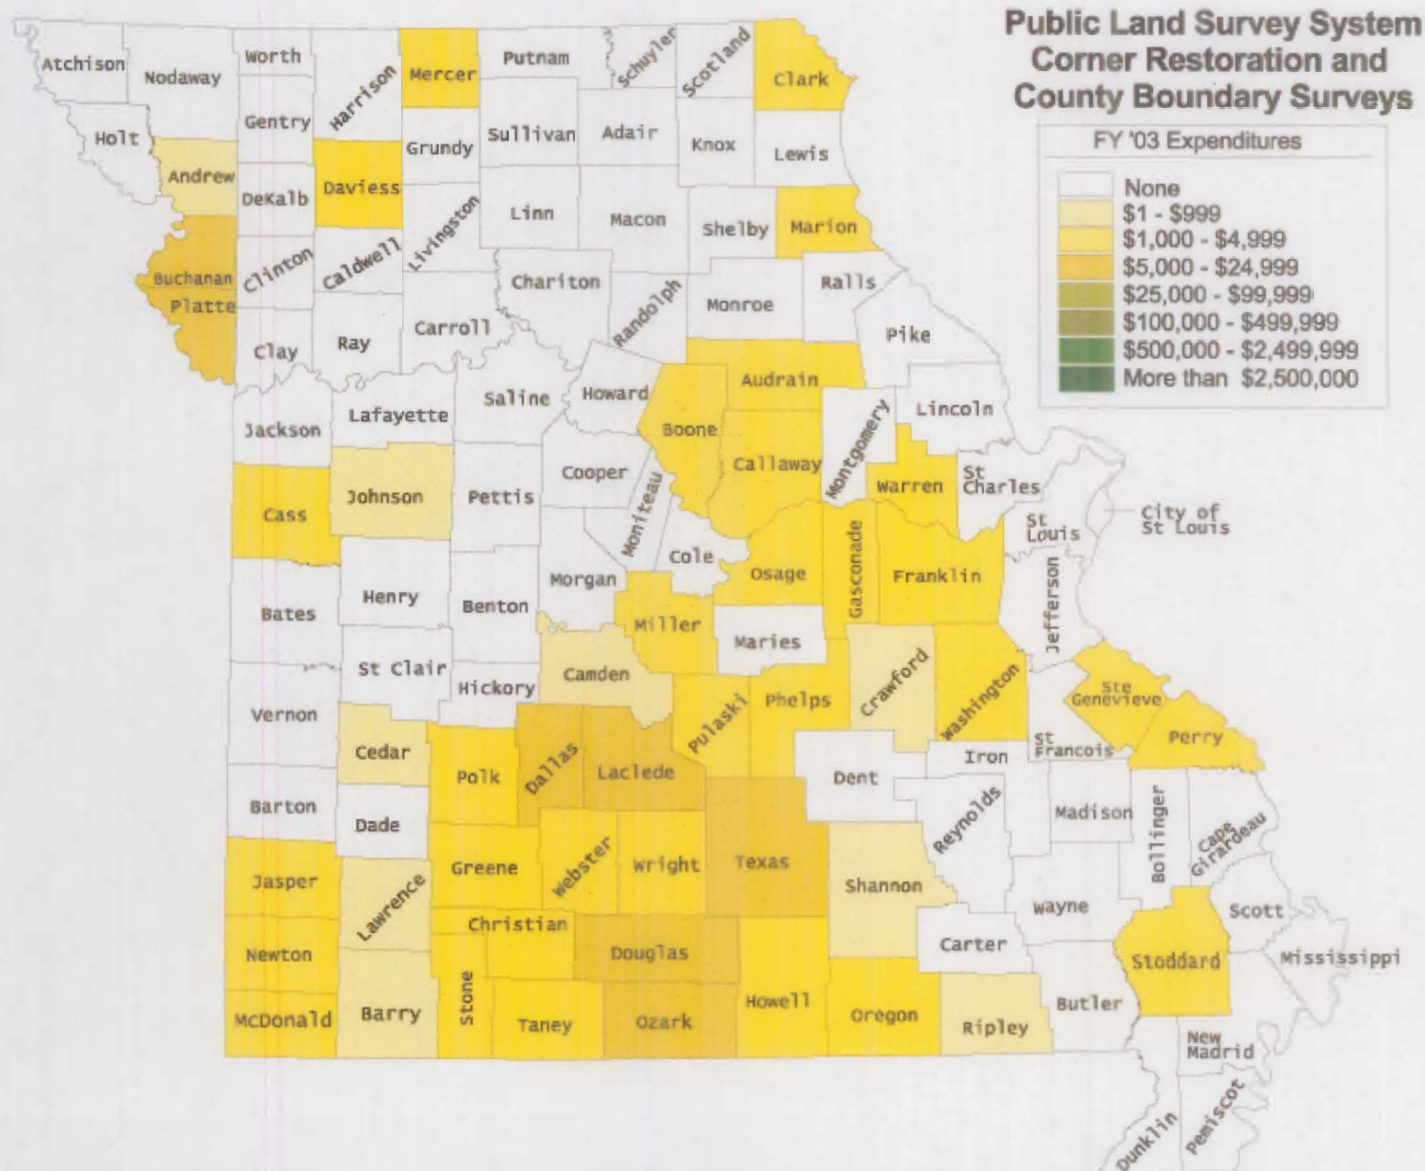 Public Land Survey System
Corner Restoration and
County Boundary Surveys
FY '03 Expenditures
None
$1 - $999
$1,000 - $4,999
$5,000 - $24,999
$25,000 - $99,999
$100,000 - $499,999
$500,000 - $2,499,999
More than $2,500,000
Atchison
Nodaway
Worth
Harrison
Mercer
Putnam
Schuyler
Scotland
Clark
Holt
Gentry
Grundy
Sullivan
Adair
Knox
Lewis
Andrew
DeKalb
Daviess
Livingston
Linn
Macon
Shelby
Marion
Buchanan
Clinton
Caldwell
Chariton
Randolph
Monroe
Ralls
Platte
Clay
Ray
Carroll
Pike
Jackson
Lafayette
Saline
Howard
Boone
Audrain
Callaway
Montgomery
Lincoln
Cass
Johnson
Pettis
Cooper
Moniteau
Cole
Warren
St
Charles
St
Louis
City of
St Louis
Bates
Henry
Benton
Morgan
Miller
Osage
Gasconade
Franklin
Jefferson
Maries
St Clair
Hickory
Camden
Pulaski
Phelps
Crawford
Washington
Ste
Genevieve
Perry
St
Francois
Vernon
Cedar
Polk
Dallas
Laclede
Dent
Iron
Barton
Dade
Reynolds
Madison
Bollinger
Cape
Girardeau
Jasper
Lawrence
Greene
Webster
Wright
Texas
Shannon
Wayne
Scott
Newton
Christian
Douglas
Carter
Stoddard
Mississippi
McDonald
Barry
Stone
Taney
Ozark
Howell
Oregon
Ripley
Butler
New
Madrid
Dunklin
Pemiscot